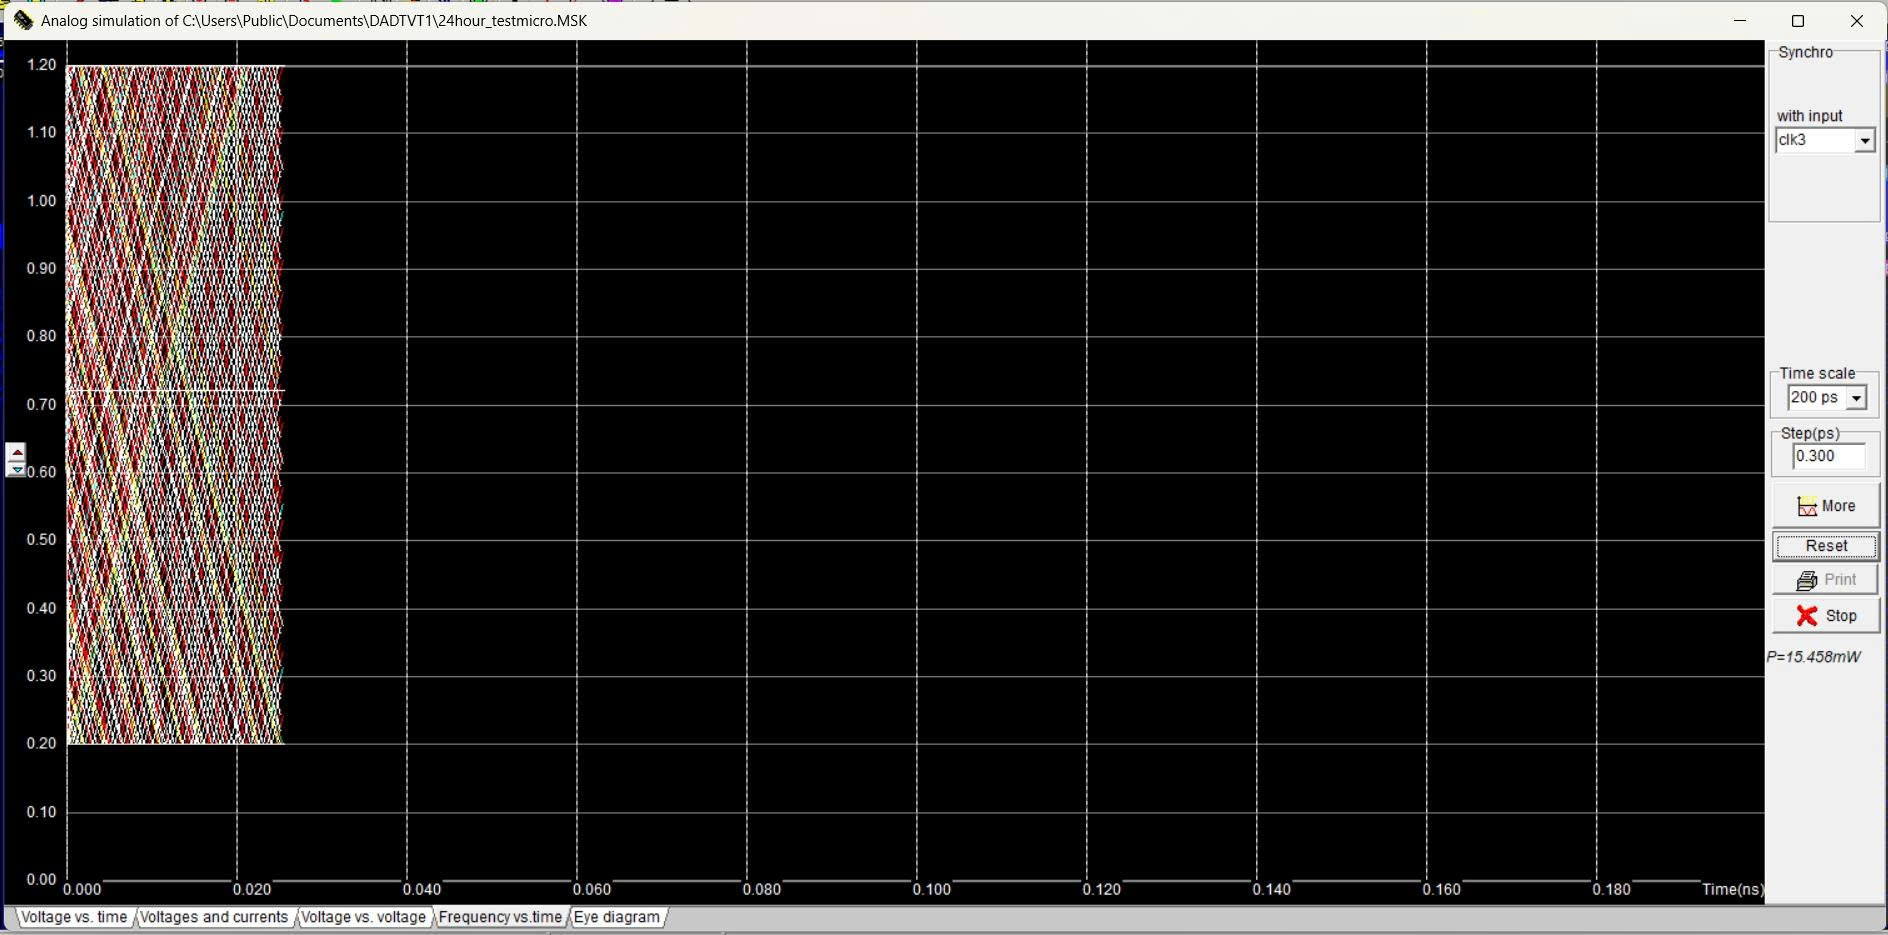 Analog simulation of C:\Users\Public\Documents\DADTVT1\24hour_testmicro.MSK
1.20
1.10
1.00
0.90
0.80
0.70
0.60
0.50
0.40
0.30
0.20
0.10
0.00
0.000 0.020 0.040 0.060 0.080 0.100 0.120 0.140 0.160 0.180 Time(ns)
Synchro
with input
clk3
Time scale
200 ps
Step(ps)
0.300
More
Reset
Print
Stop
P=15.458mW
Voltage vs. time Voltages and currents Voltage vs. voltage Frequency vs.time Eye diagram